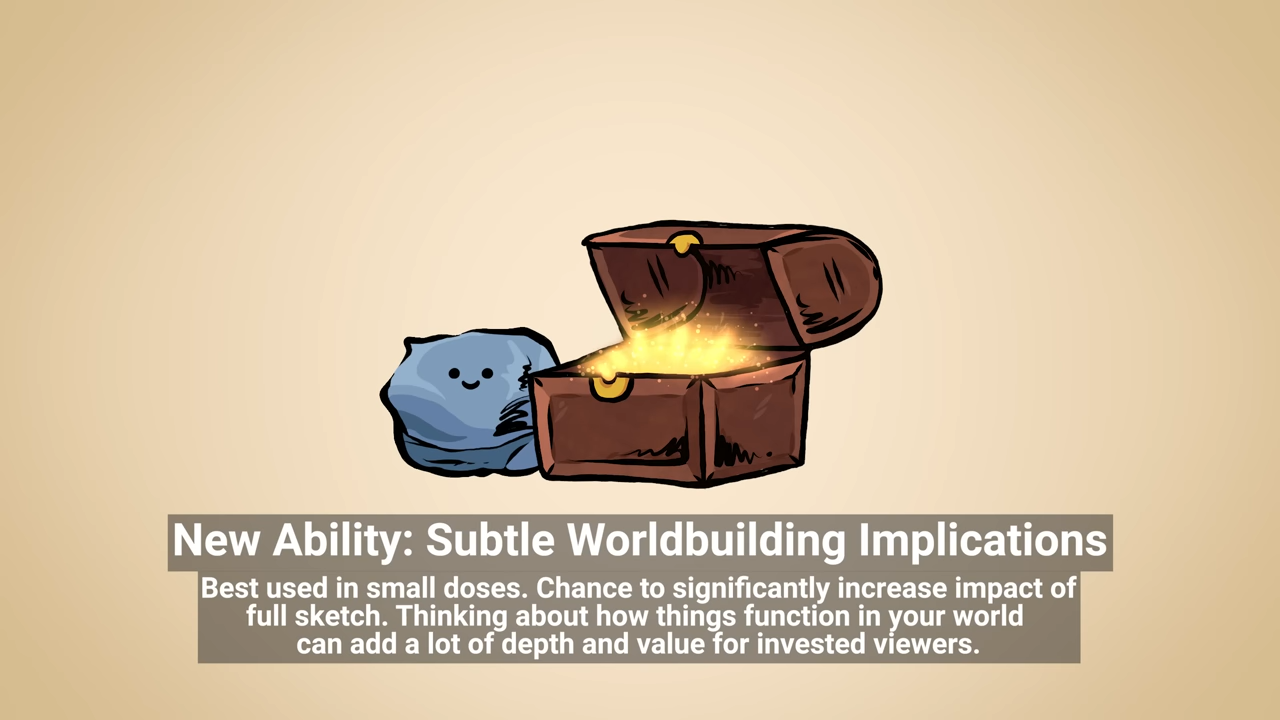 New Ability: Subtle Worldbuilding Implications
Best used in small doses. Chance to significantly increase impact of
full sketch. Thinking about how things function in your world
can add a lot of depth and value for invested viewers.